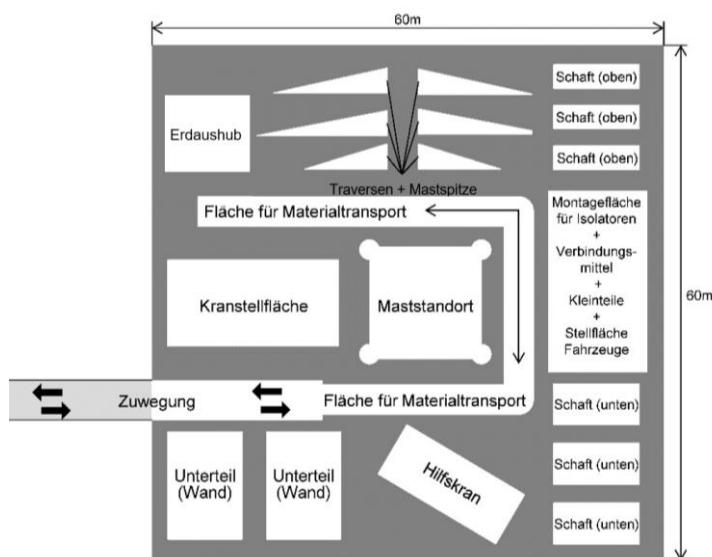 60m
Schaft (oben)
Schaft (oben)
Erdaushub
Schaft (oben)
Traversen + Mastspitze
Fläche für Materialtransport
Montagefläche
für Isolatoren
+
Verbindungs-
mittel
+
Kleinteile
+
Stellfläche
Fahrzeuge
60m
Kranstellfläche
Maststandort
Zuwegung
Fläche für Materialtransport
Schaft (unten)
Unterteil
(Wand)
Unterteil
(Wand)
Hilfskran
Schaft (unten)
Schaft (unten)